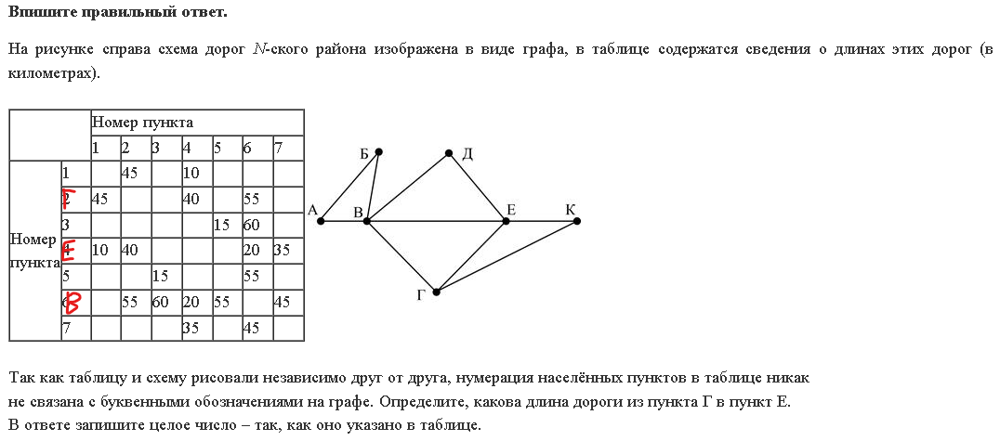 Впишите правильный ответ.
На рисунке справа схема дорог N-ского района изображена в виде графа, в таблице содержатся сведения о длинах этих дорог (в
километрах).
Номер пункта
1 2 3 4 5 6 7
Номер
пункта
1 45 10
Г 45 40 55
3 15 60
Е 10 40 20 35
5 15 55
В 55 60 20 55 45
7 35 45
Б Д
А В Е К
Г
Так как таблицу и схему рисовали независимо друг от друга, нумерация населённых пунктов в таблице никак
не связана с буквенными обозначениями на графе. Определите, какова длина дороги из пункта Г в пункт Е.
В ответе запишите целое число – так, как оно указано в таблице.